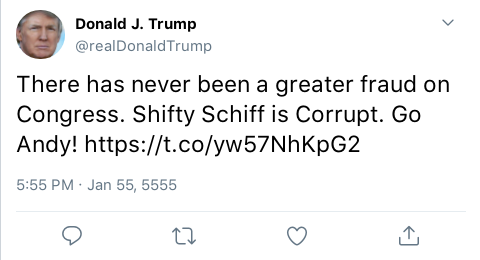 Donald J. Trump
@realDonaldTrump
There has never been a greater fraud on
Congress. Shifty Schiff is Corrupt. Go
Andy! https://t.co/yw57NhKpG2
5:55 PM · Jan 55, 5555